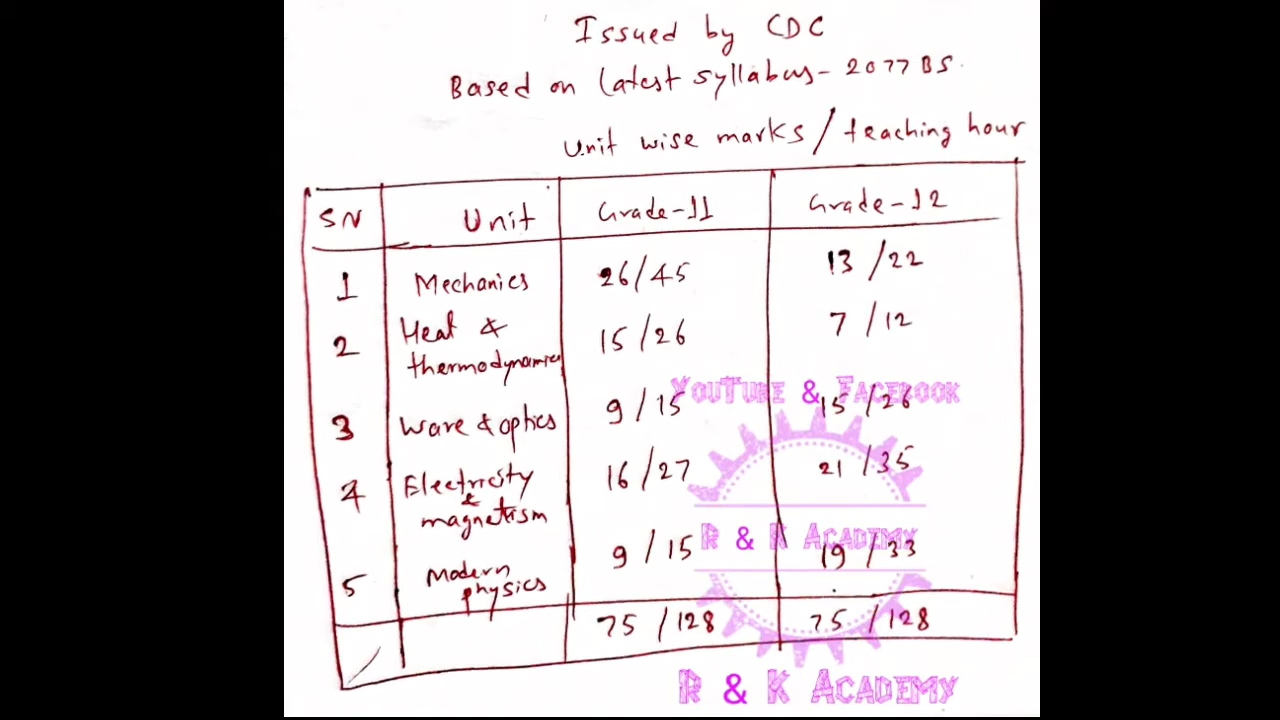 Issued by CDC
Based on latest syllabus - 2077 BS.
Unit wise marks / teaching hour
SN Unit Grade-11 Grade-12
1 Mechanics 26/45 13/22
2 Heat & thermodynamics 15/26 7/12
YouTube & Facebook
3 Wave & optics 9/15 15/26
4 Electricity & magnetism 16/27 21/35
R & K Academy
5 Modern physics 9/15 19/33
75/128 75/128
R & K Academy